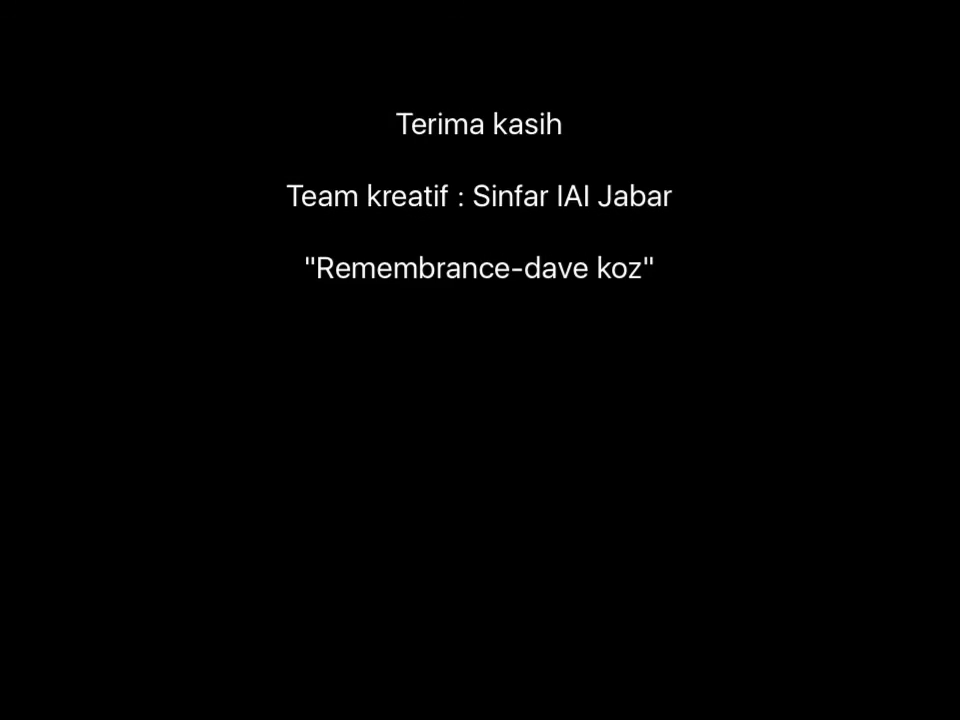 Terima kasih
Team kreatif : Sinfar IAI Jabar
"Remembrance-dave koz"